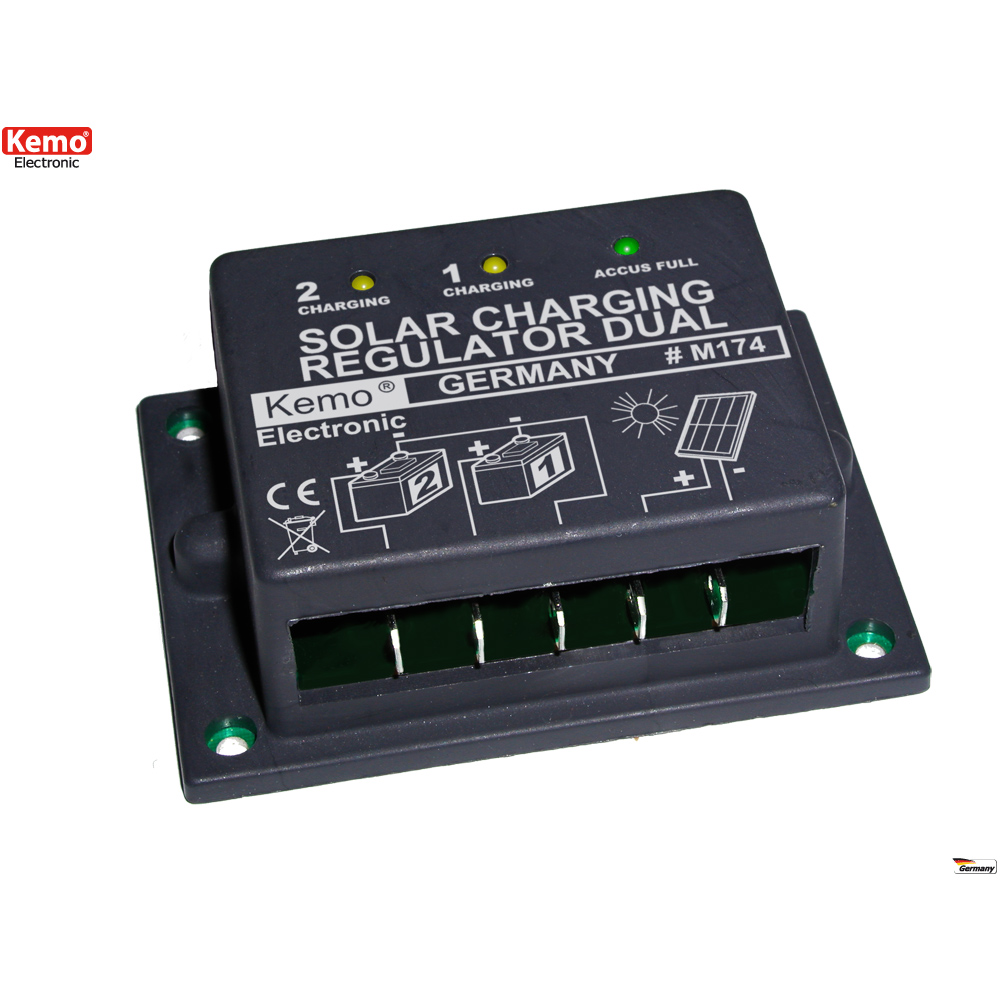 Kemo®
Electronic
2 CHARGING
1 CHARGING
ACCUS FULL
SOLAR CHARGING
REGULATOR DUAL
GERMANY # M174
Kemo®
Electronic
- -
+ +
2 1
+ -
CE
Germany